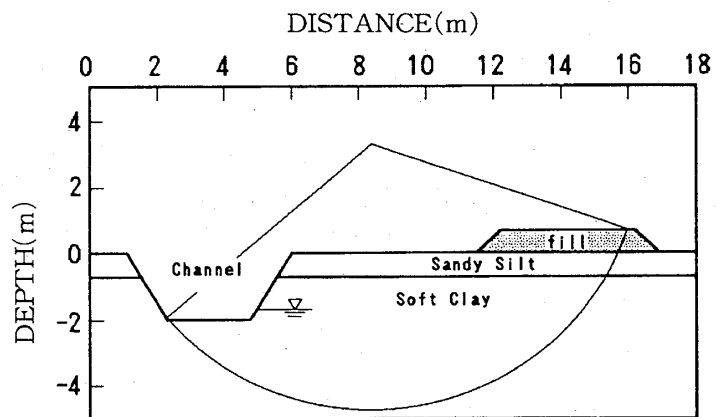 DISTANCE(m)
0 2 4 6 8 10 12 14 16 18
DEPTH(m)
4
2
0
-2
-4
Channel
fill
Sandy Silt
Soft Clay